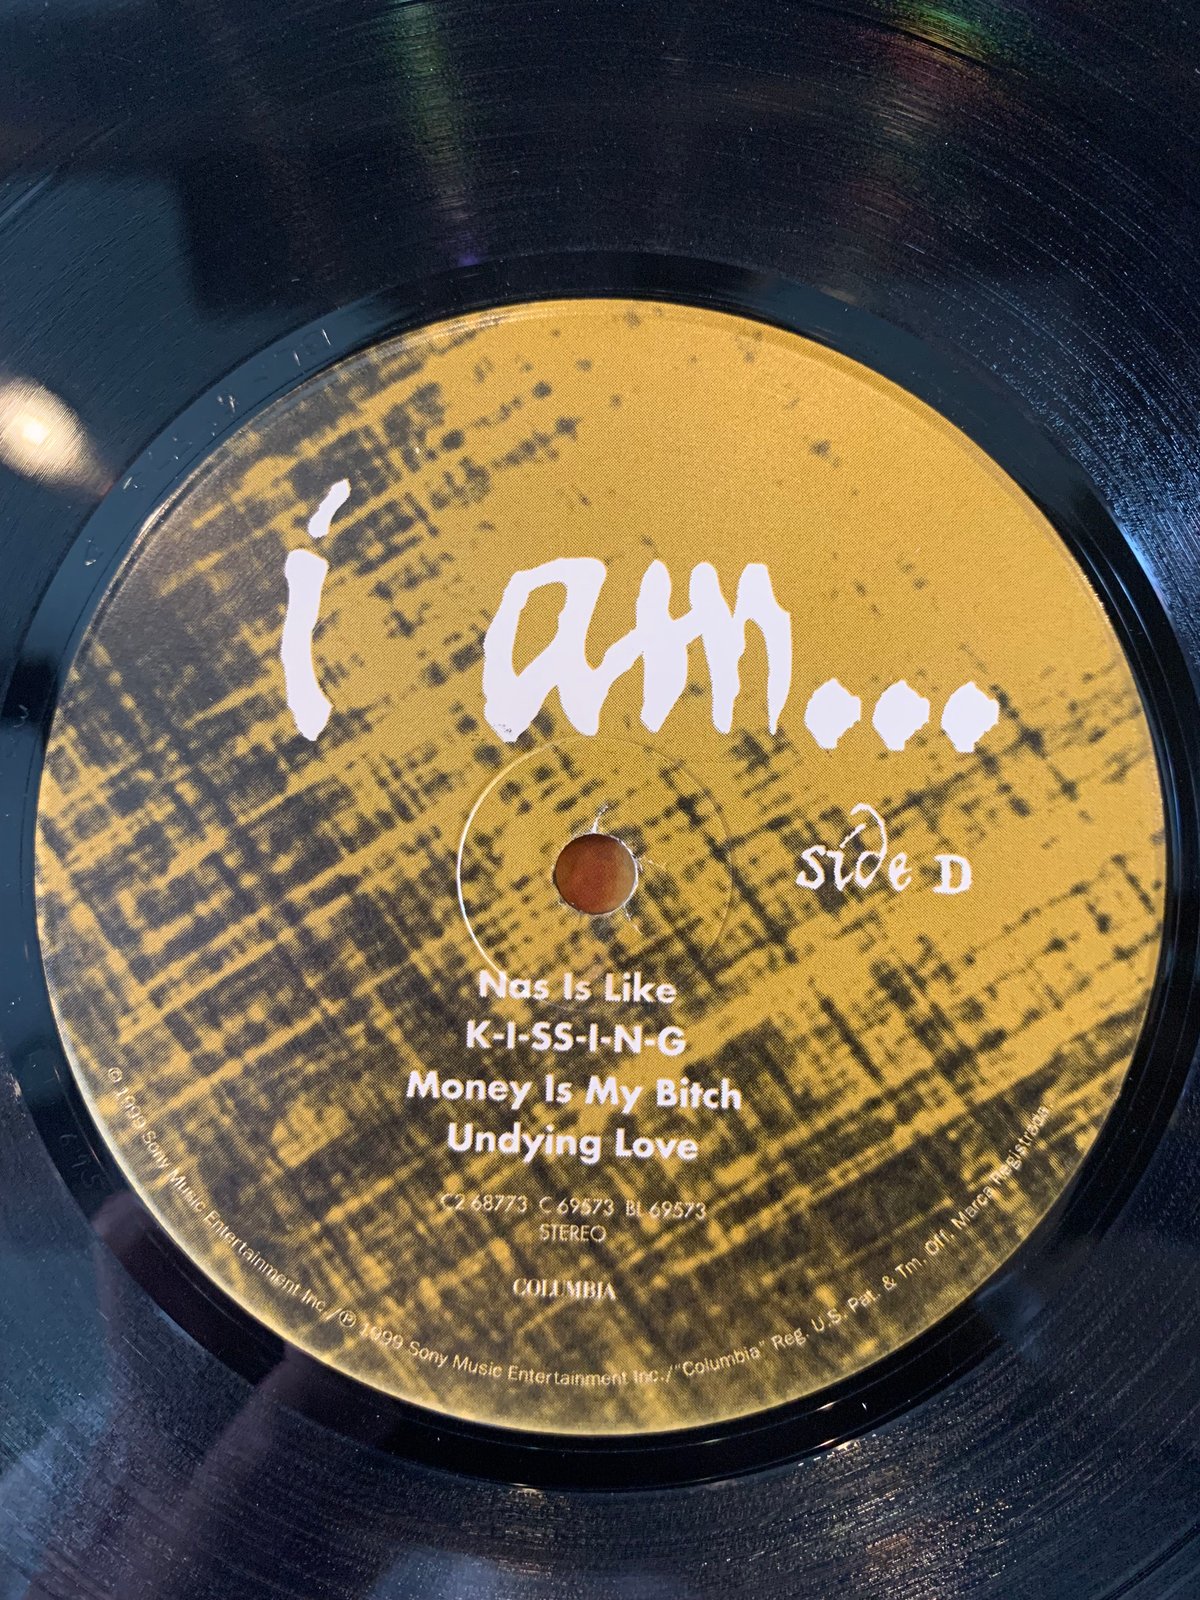 i am...
side D
Nas Is Like
K-I-SS-I-N-G
Money Is My Bitch
Undying Love
C2 68773 C 69573 BL 69573
STEREO
COLUMBIA
© 1999 Sony Music Entertainment Inc./℗ 1999 Sony Music Entertainment Inc./"Columbia" Reg. U.S. Pat. & Tm. Off. Marca Registrada.